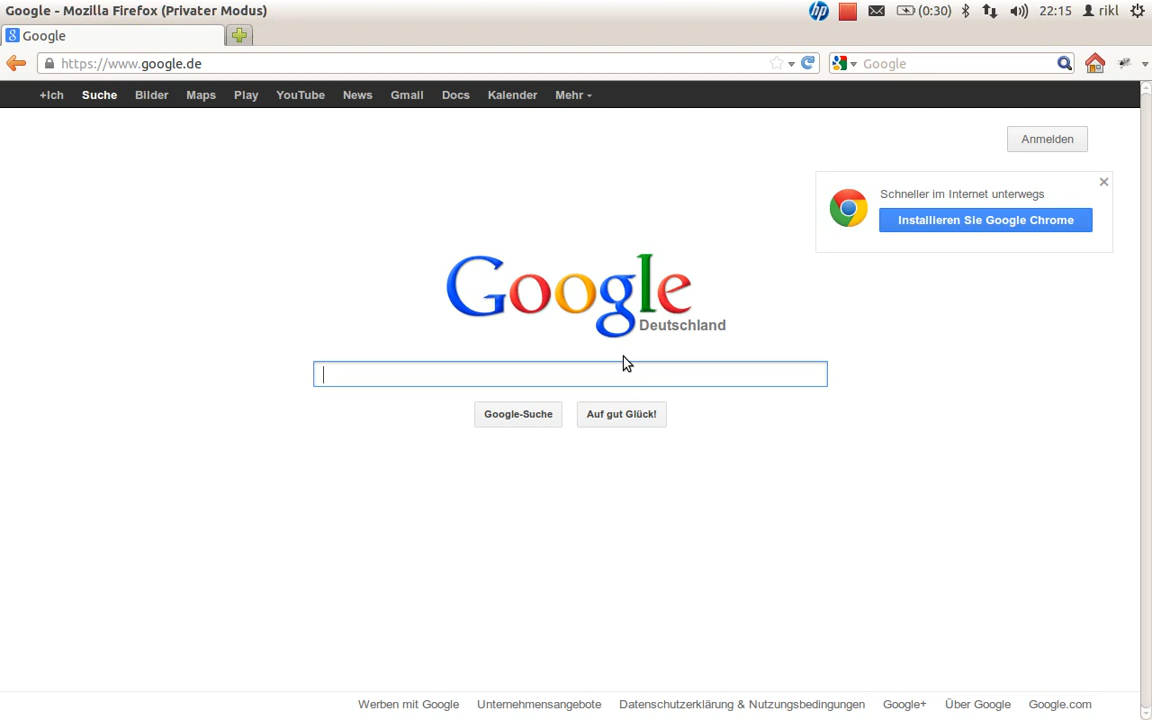 Google - Mozilla Firefox (Privater Modus)
hp (0:30) 22:15 rikl
Google
https://www.google.de
Google
+Ich Suche Bilder Maps Play YouTube News Gmail Docs Kalender Mehr
Anmelden
Schneller im Internet unterwegs
Installieren Sie Google Chrome
Google
Deutschland
Google-Suche Auf gut Glück!
Werben mit Google Unternehmensangebote Datenschutzerklärung & Nutzungsbedingungen Google+ Über Google Google.com